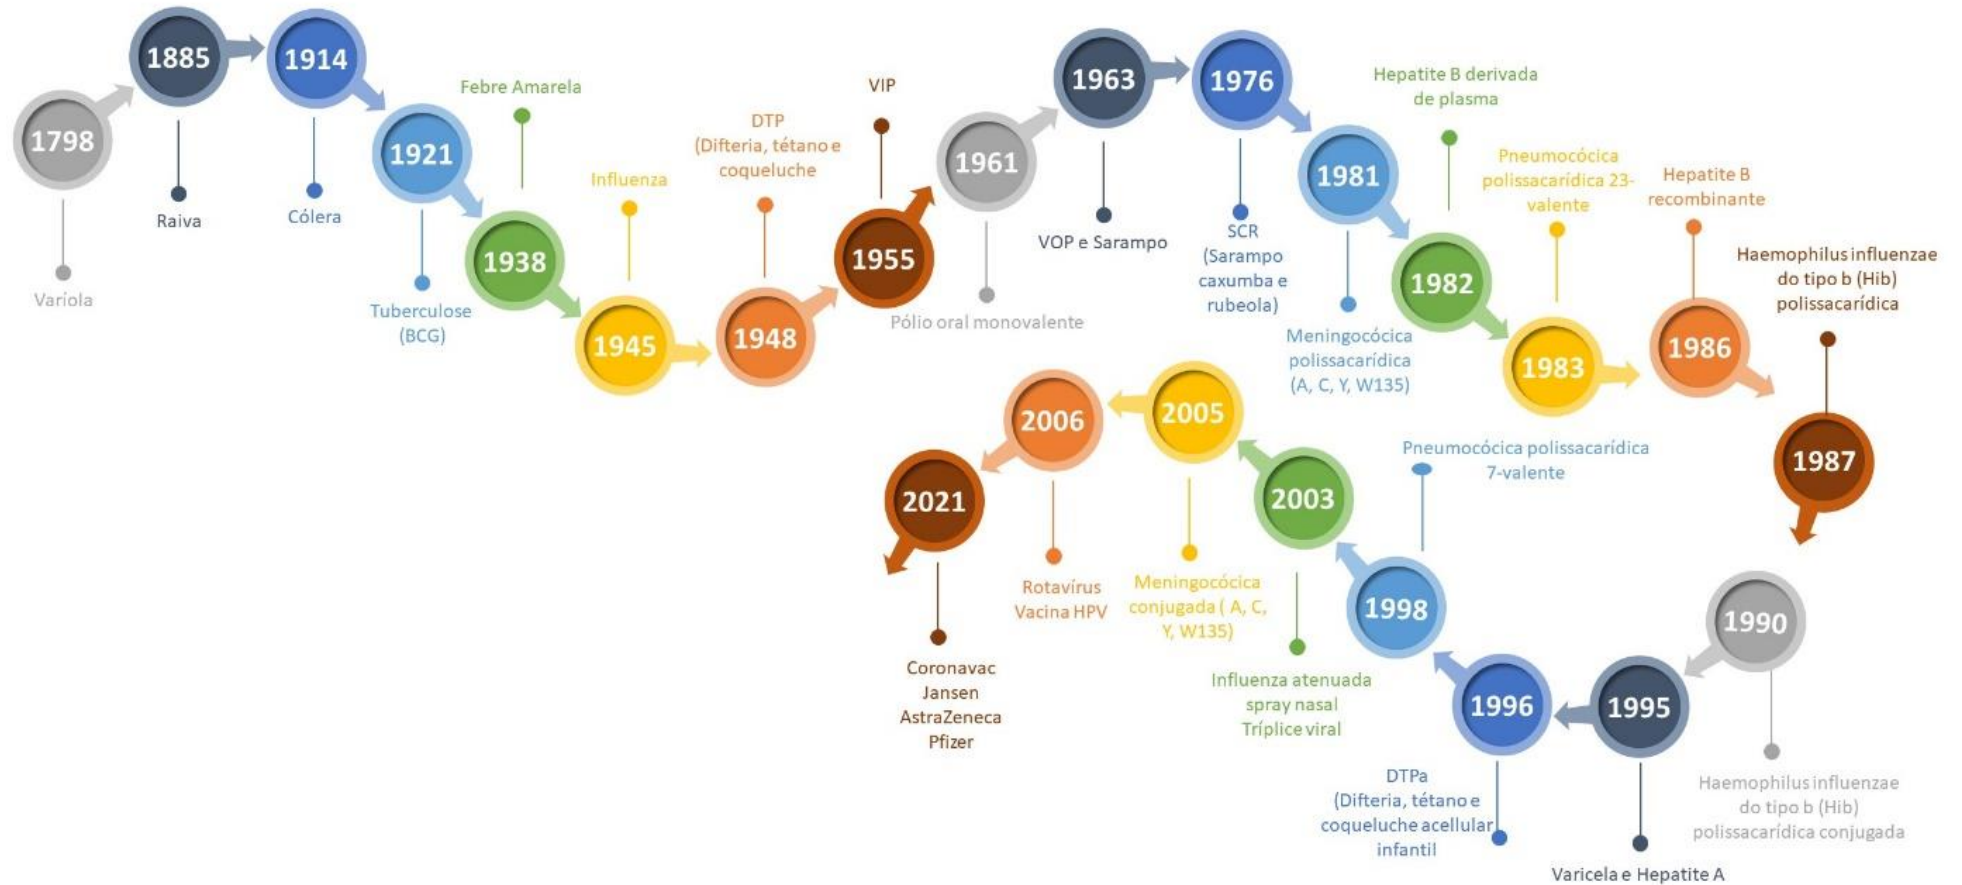 1798
Varíola
1885
Raiva
1914
Cólera
1921
Tuberculose
(BCG)
Febre Amarela
1938
Influenza
1945
DTP
(Difteria, tétano e
coqueluche
1948
VIP
1955
1961
Pólio oral monovalente
1963
VOP e Sarampo
1976
SCR
(Sarampo
caxumba e
rubeola)
1981
Meningocócica
polissacarídica
(A, C, Y, W135)
Hepatite B derivada
de plasma
1982
Pneumocócica
polissacarídica 23-
valente
1983
Hepatite B
recombinante
1986
Haemophilus influenzae
do tipo b (Hib)
polissacarídica
1987
1990
Haemophilus influenzae
do tipo b (Hib)
polissacarídica conjugada
1995
Varicela e Hepatite A
1996
DTPa
(Difteria, tétano e
coqueluche acellular
infantil
Pneumocócica polissacarídica
7-valente
1998
2003
Influenza atenuada
spray nasal
Tríplice viral
2005
Meningocócica
conjugada ( A, C,
Y, W135)
2006
Rotavírus
Vacina HPV
2021
Coronavac
Jansen
AstraZeneca
Pfizer